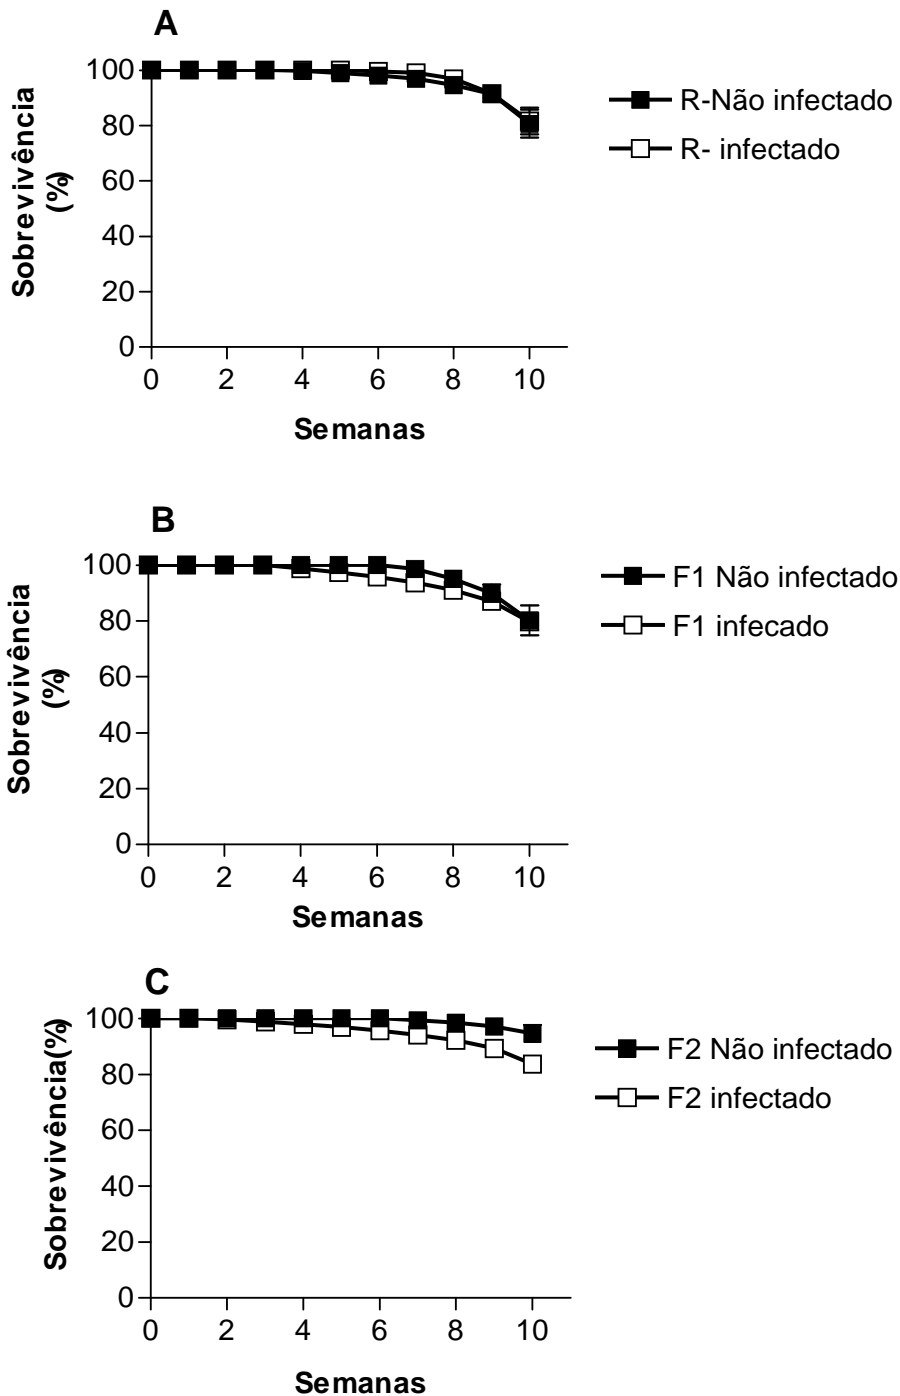 A
Sobrevivência
(%)
100
80
60
40
20
0
0 2 4 6 8 10
Semanas
R-Não infectado
R- infectado
B
Sobrevivência
(%)
100
80
60
40
20
0
0 2 4 6 8 10
Semanas
F1 Não infectado
F1 infecado
C
Sobrevivência(%)
100
80
60
40
20
0
0 2 4 6 8 10
Semanas
F2 Não infectado
F2 infectado